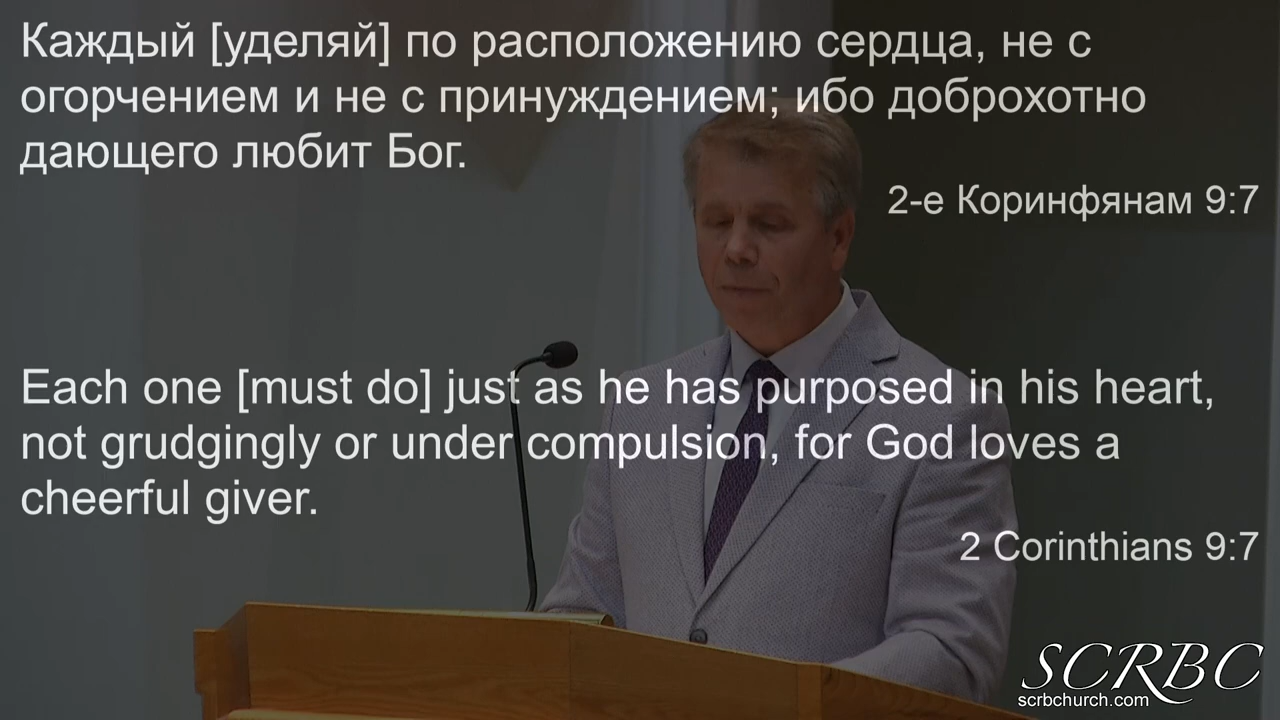 Каждый [уделяй] по расположению сердца, не с
огорчением и не с принуждением; ибо доброхотно
дающего любит Бог.
2-е Коринфянам 9:7
Each one [must do] just as he has purposed in his heart,
not grudgingly or under compulsion, for God loves a
cheerful giver.
2 Corinthians 9:7
SCRBC
scrbchurch.com